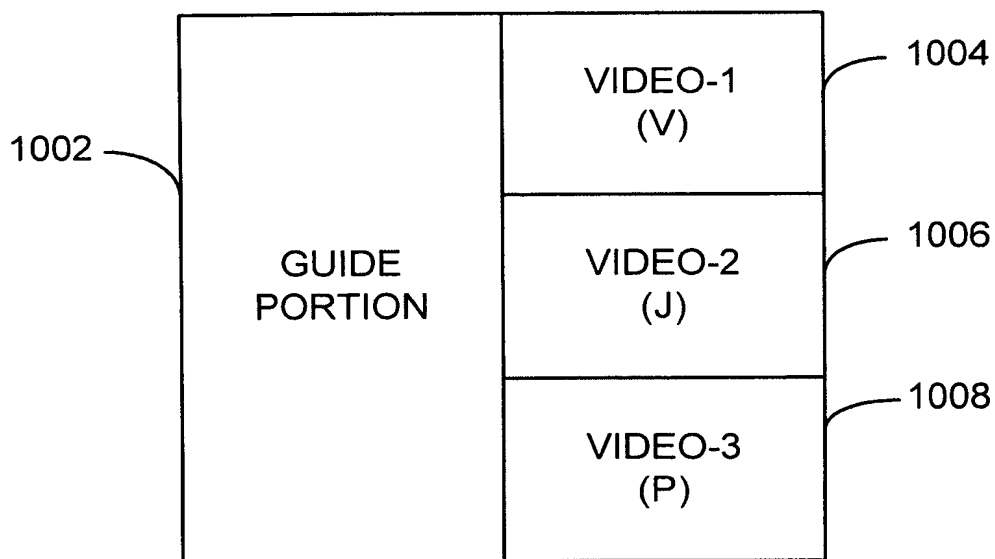 1002
GUIDE
PORTION
VIDEO-1
(V)
1004
VIDEO-2
(J)
1006
VIDEO-3
(P)
1008